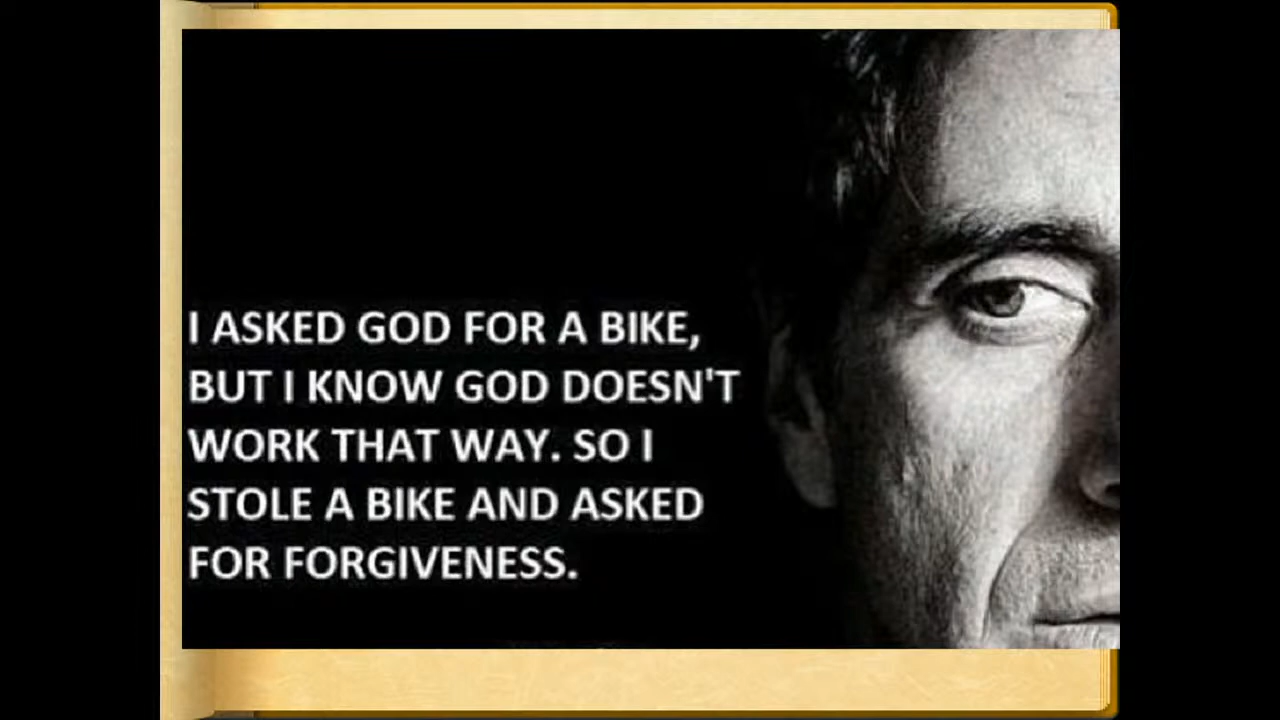 I ASKED GOD FOR A BIKE,
BUT I KNOW GOD DOESN'T
WORK THAT WAY. SO I
STOLE A BIKE AND ASKED
FOR FORGIVENESS.